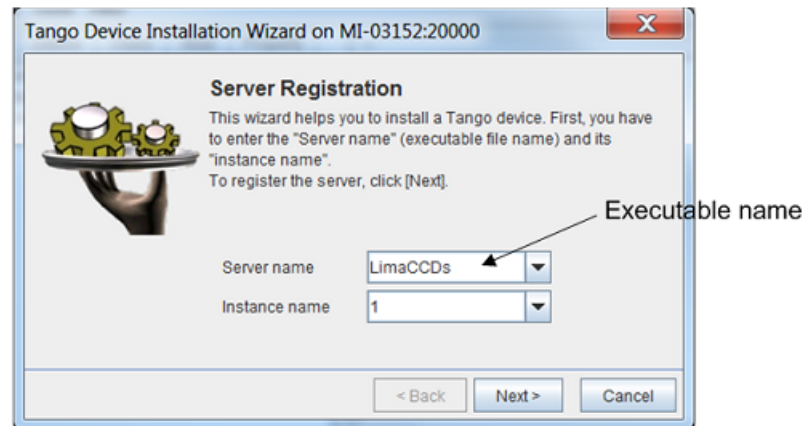 Tango Device Installation Wizard on MI-03152:20000
Server Registration
This wizard helps you to install a Tango device. First, you have
to enter the "Server name" (executable file name) and its
"instance name".
To register the server, click [Next].
Executable name
Server name LimaCCDs
Instance name 1
< Back Next > Cancel